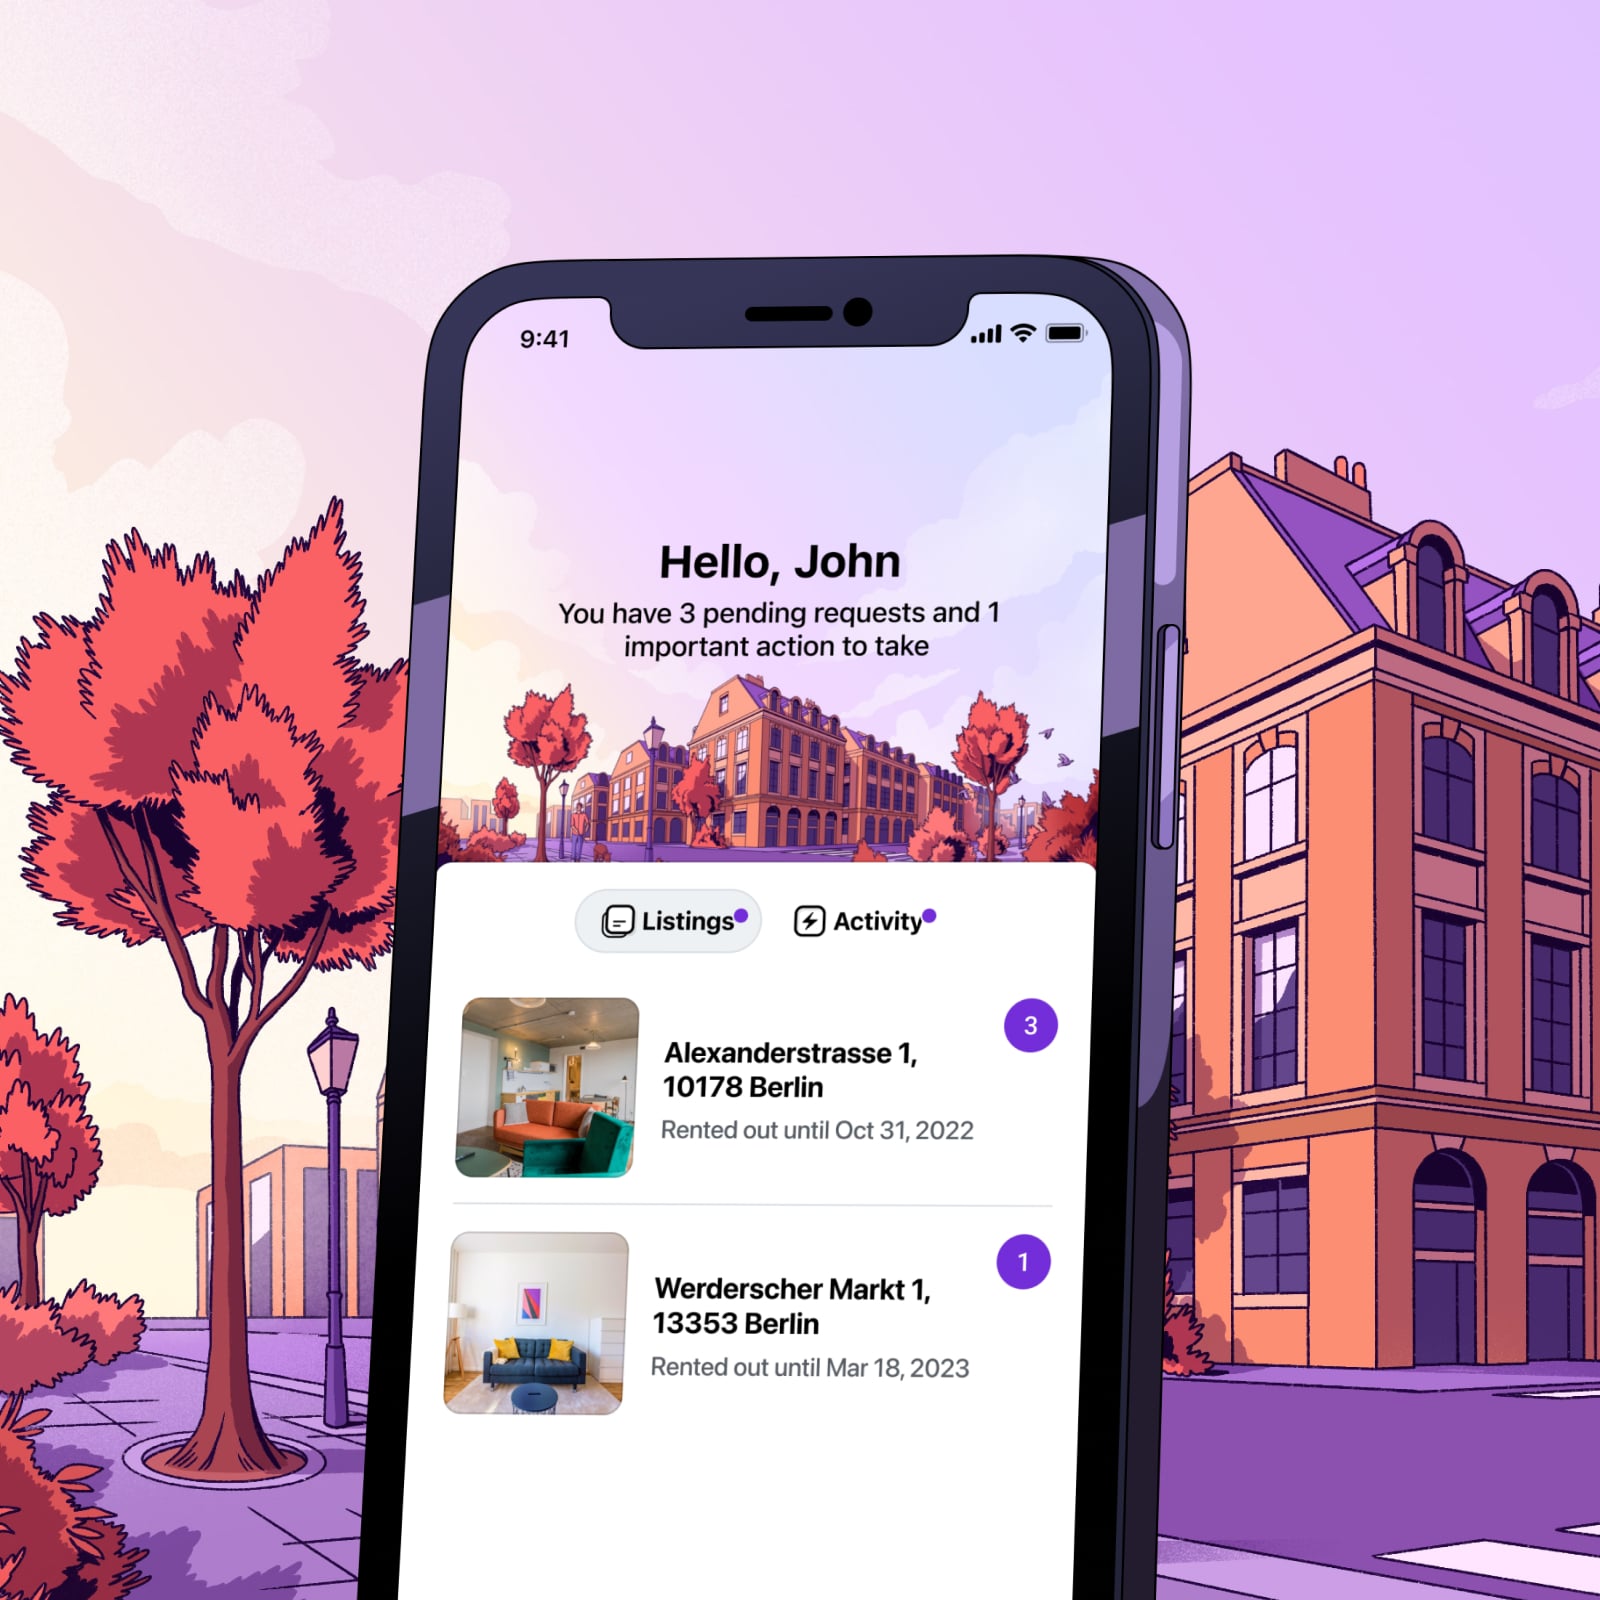 9:41
Hello, John
You have 3 pending requests and 1
important action to take
Listings
Activity
3
Alexanderstrasse 1,
10178 Berlin
Rented out until Oct 31, 2022
1
Werderscher Markt 1,
13353 Berlin
Rented out until Mar 18, 2023